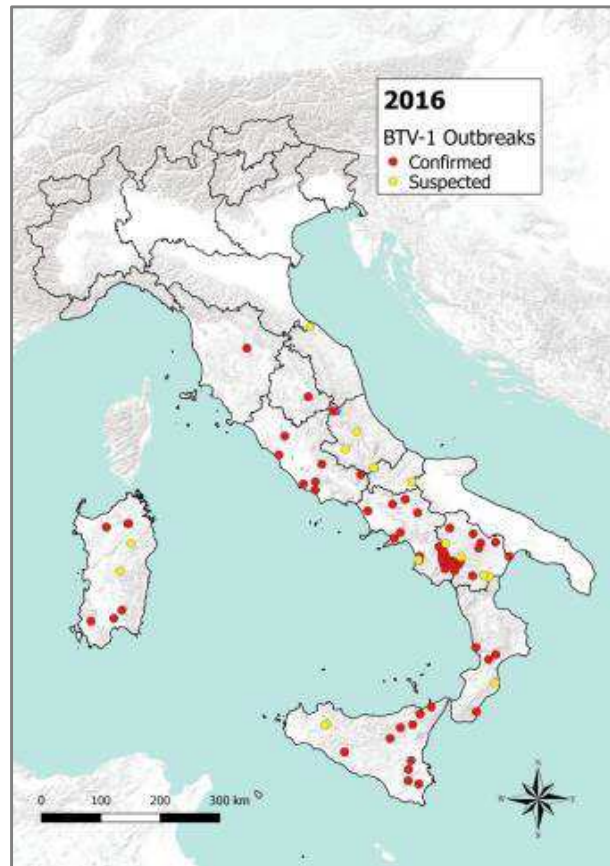 2016
BTV-1 Outbreaks
Confirmed
Suspected
N
W
E
S
0 100 200 300 km